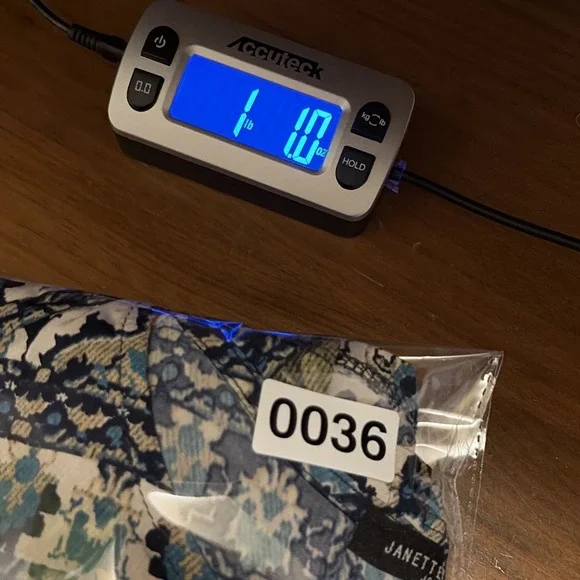 Accuteck
0.0
1 lb 1.0 oz
kg lb
HOLD
0036
JANETTE